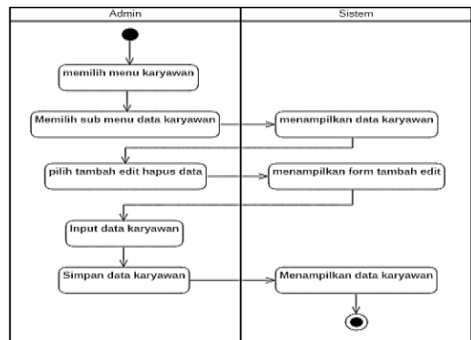 Admin
Sistem
memilih menu karyawan
Memilih sub menu data karyawan
menampilkan data karyawan
pilih tambah edit hapus data
menampilkan form tambah edit
Input data karyawan
Simpan data karyawan
Menampilkan data karyawan